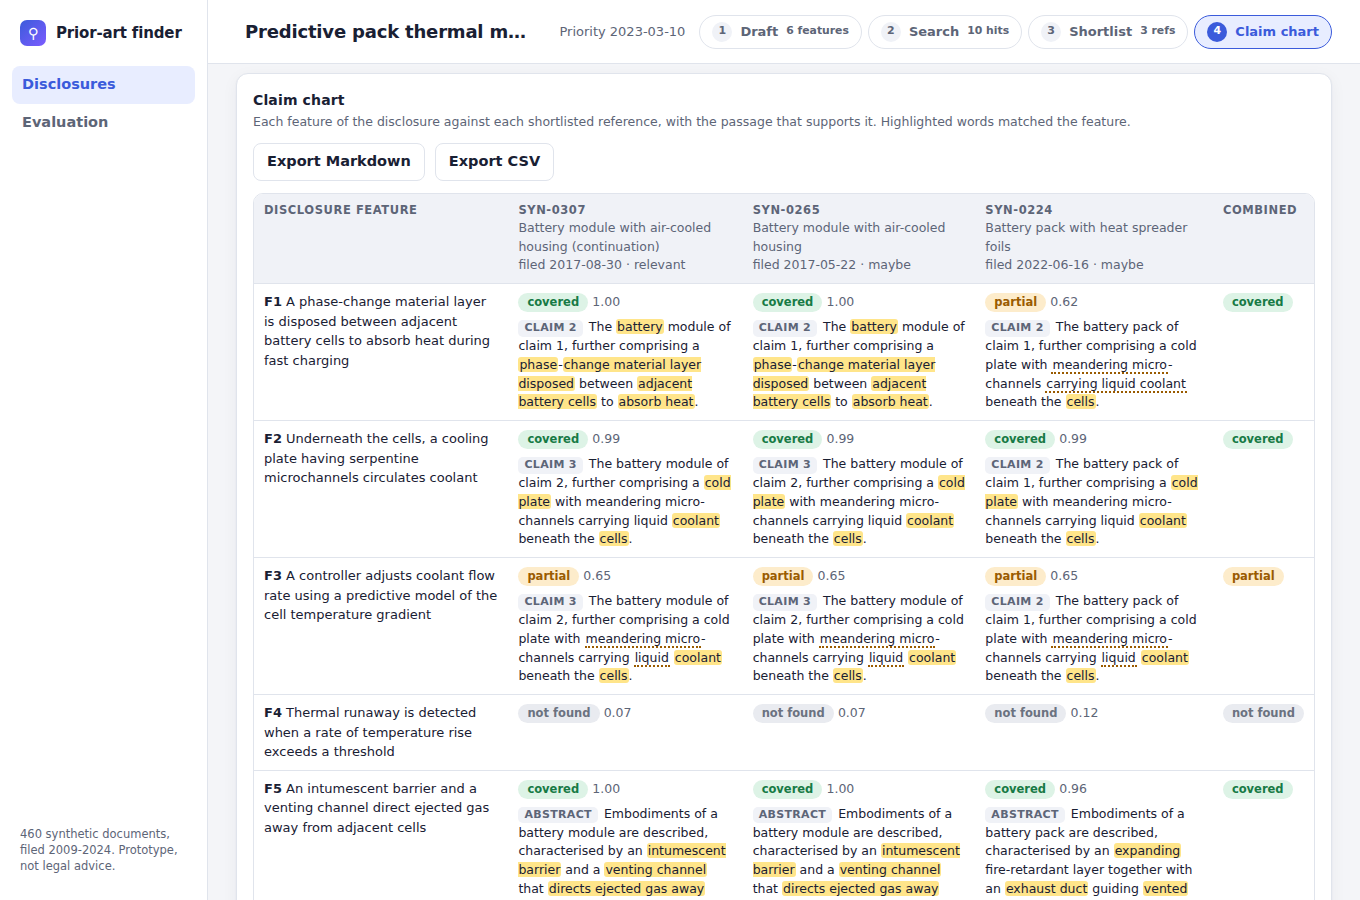 Prior-art finder
Disclosures
Evaluation
460 synthetic documents,
filed 2009-2024. Prototype,
not legal advice.
Predictive pack thermal m…
Priority 2023-03-10
1 Draft 6 features
2 Search 10 hits
3 Shortlist 3 refs
4 Claim chart
Claim chart
Each feature of the disclosure against each shortlisted reference, with the passage that supports it. Highlighted words matched the feature.
Export Markdown
Export CSV
DISCLOSURE FEATURE
SYN-0307
Battery module with air-cooled
housing (continuation)
filed 2017-08-30 · relevant
SYN-0265
Battery module with air-cooled
housing
filed 2017-05-22 · maybe
SYN-0224
Battery pack with heat spreader
foils
filed 2022-06-16 · maybe
COMBINED
F1 A phase-change material layer
is disposed between adjacent
battery cells to absorb heat during
fast charging
covered 1.00
CLAIM 2 The battery module of
claim 1, further comprising a
phase-change material layer
disposed between adjacent
battery cells to absorb heat.
covered 1.00
CLAIM 2 The battery module of
claim 1, further comprising a
phase-change material layer
disposed between adjacent
battery cells to absorb heat.
partial 0.62
CLAIM 2 The battery pack of
claim 1, further comprising a cold
plate with meandering micro-
channels carrying liquid coolant
beneath the cells.
covered
F2 Underneath the cells, a cooling
plate having serpentine
microchannels circulates coolant
covered 0.99
CLAIM 3 The battery module of
claim 2, further comprising a cold
plate with meandering micro-
channels carrying liquid coolant
beneath the cells.
covered 0.99
CLAIM 3 The battery module of
claim 2, further comprising a cold
plate with meandering micro-
channels carrying liquid coolant
beneath the cells.
covered 0.99
CLAIM 2 The battery pack of
claim 1, further comprising a cold
plate with meandering micro-
channels carrying liquid coolant
beneath the cells.
covered
F3 A controller adjusts coolant flow
rate using a predictive model of the
cell temperature gradient
partial 0.65
CLAIM 3 The battery module of
claim 2, further comprising a cold
plate with meandering micro-
channels carrying liquid coolant
beneath the cells.
partial 0.65
CLAIM 3 The battery module of
claim 2, further comprising a cold
plate with meandering micro-
channels carrying liquid coolant
beneath the cells.
partial 0.65
CLAIM 2 The battery pack of
claim 1, further comprising a cold
plate with meandering micro-
channels carrying liquid coolant
beneath the cells.
partial
F4 Thermal runaway is detected
when a rate of temperature rise
exceeds a threshold
not found 0.07
not found 0.07
not found 0.12
not found
F5 An intumescent barrier and a
venting channel direct ejected gas
away from adjacent cells
covered 1.00
ABSTRACT Embodiments of a
battery module are described,
characterised by an intumescent
barrier and a venting channel
that directs ejected gas away
covered 1.00
ABSTRACT Embodiments of a
battery module are described,
characterised by an intumescent
barrier and a venting channel
that directs ejected gas away
covered 0.96
ABSTRACT Embodiments of a
battery pack are described,
characterised by an expanding
fire-retardant layer together with
an exhaust duct guiding vented
covered